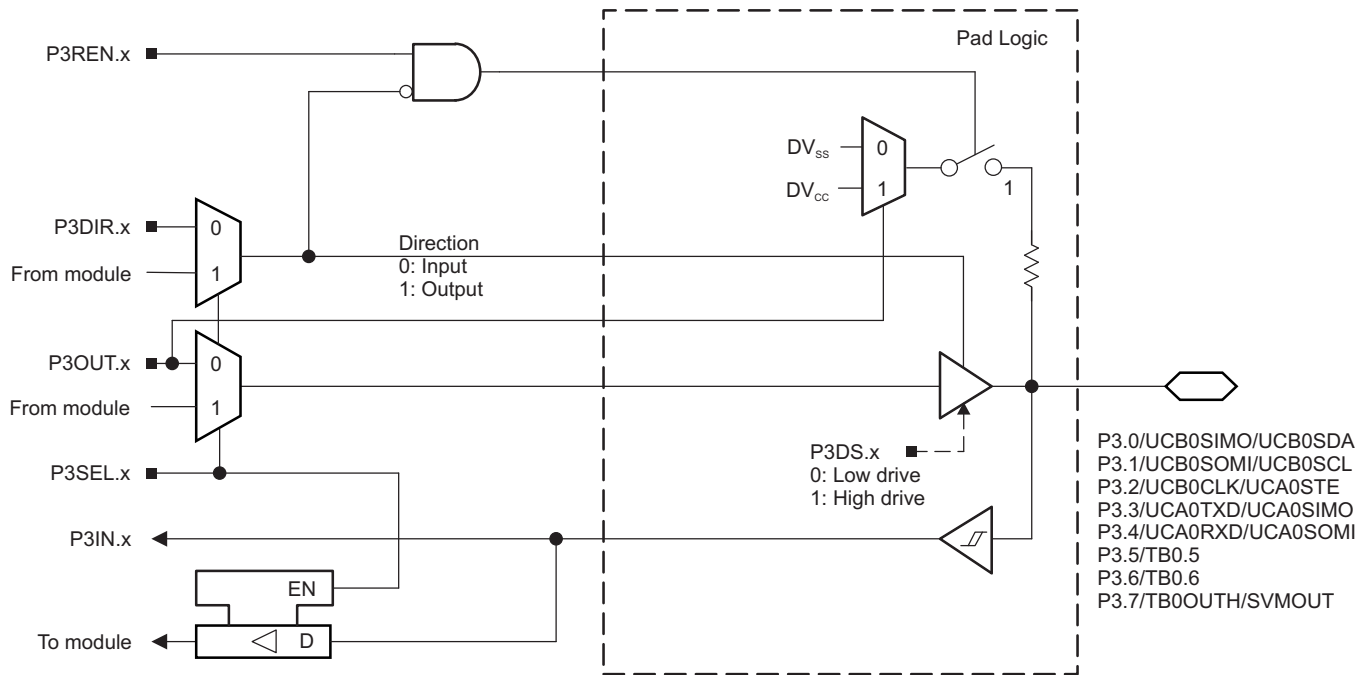 Pad Logic
P3REN.x
DVSS
0
DVCC
1
1
P3DIR.x
0
From module
1
Direction
0: Input
1: Output
P3OUT.x
0
From module
1
P3DS.x
0: Low drive
1: High drive
P3SEL.x
P3IN.x
EN
To module
D
P3.0/UCB0SIMO/UCB0SDA
P3.1/UCB0SOMI/UCB0SCL
P3.2/UCB0CLK/UCA0STE
P3.3/UCA0TXD/UCA0SIMO
P3.4/UCA0RXD/UCA0SOMI
P3.5/TB0.5
P3.6/TB0.6
P3.7/TB0OUTH/SVMOUT